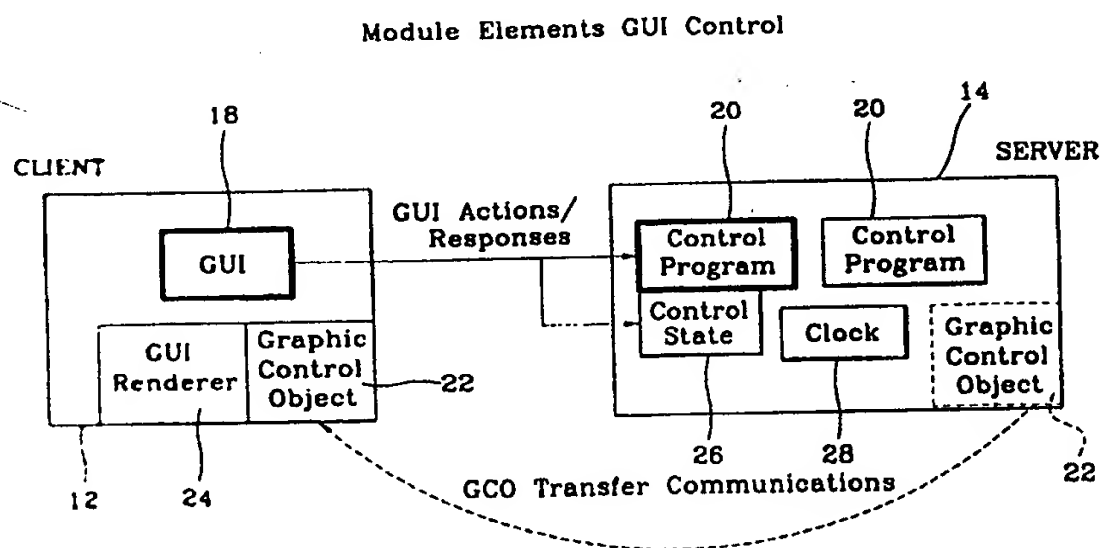 Module Elements GUI Control
18
20
20
14
CLIENT
SERVER
GUI Actions/
Responses
GUI
Control
Program
Control
Program
Control
State
Clock
Graphic
Control
Object
GUI
Renderer
Graphic
Control
Object
22
12
24
26
28
22
GCO Transfer Communications